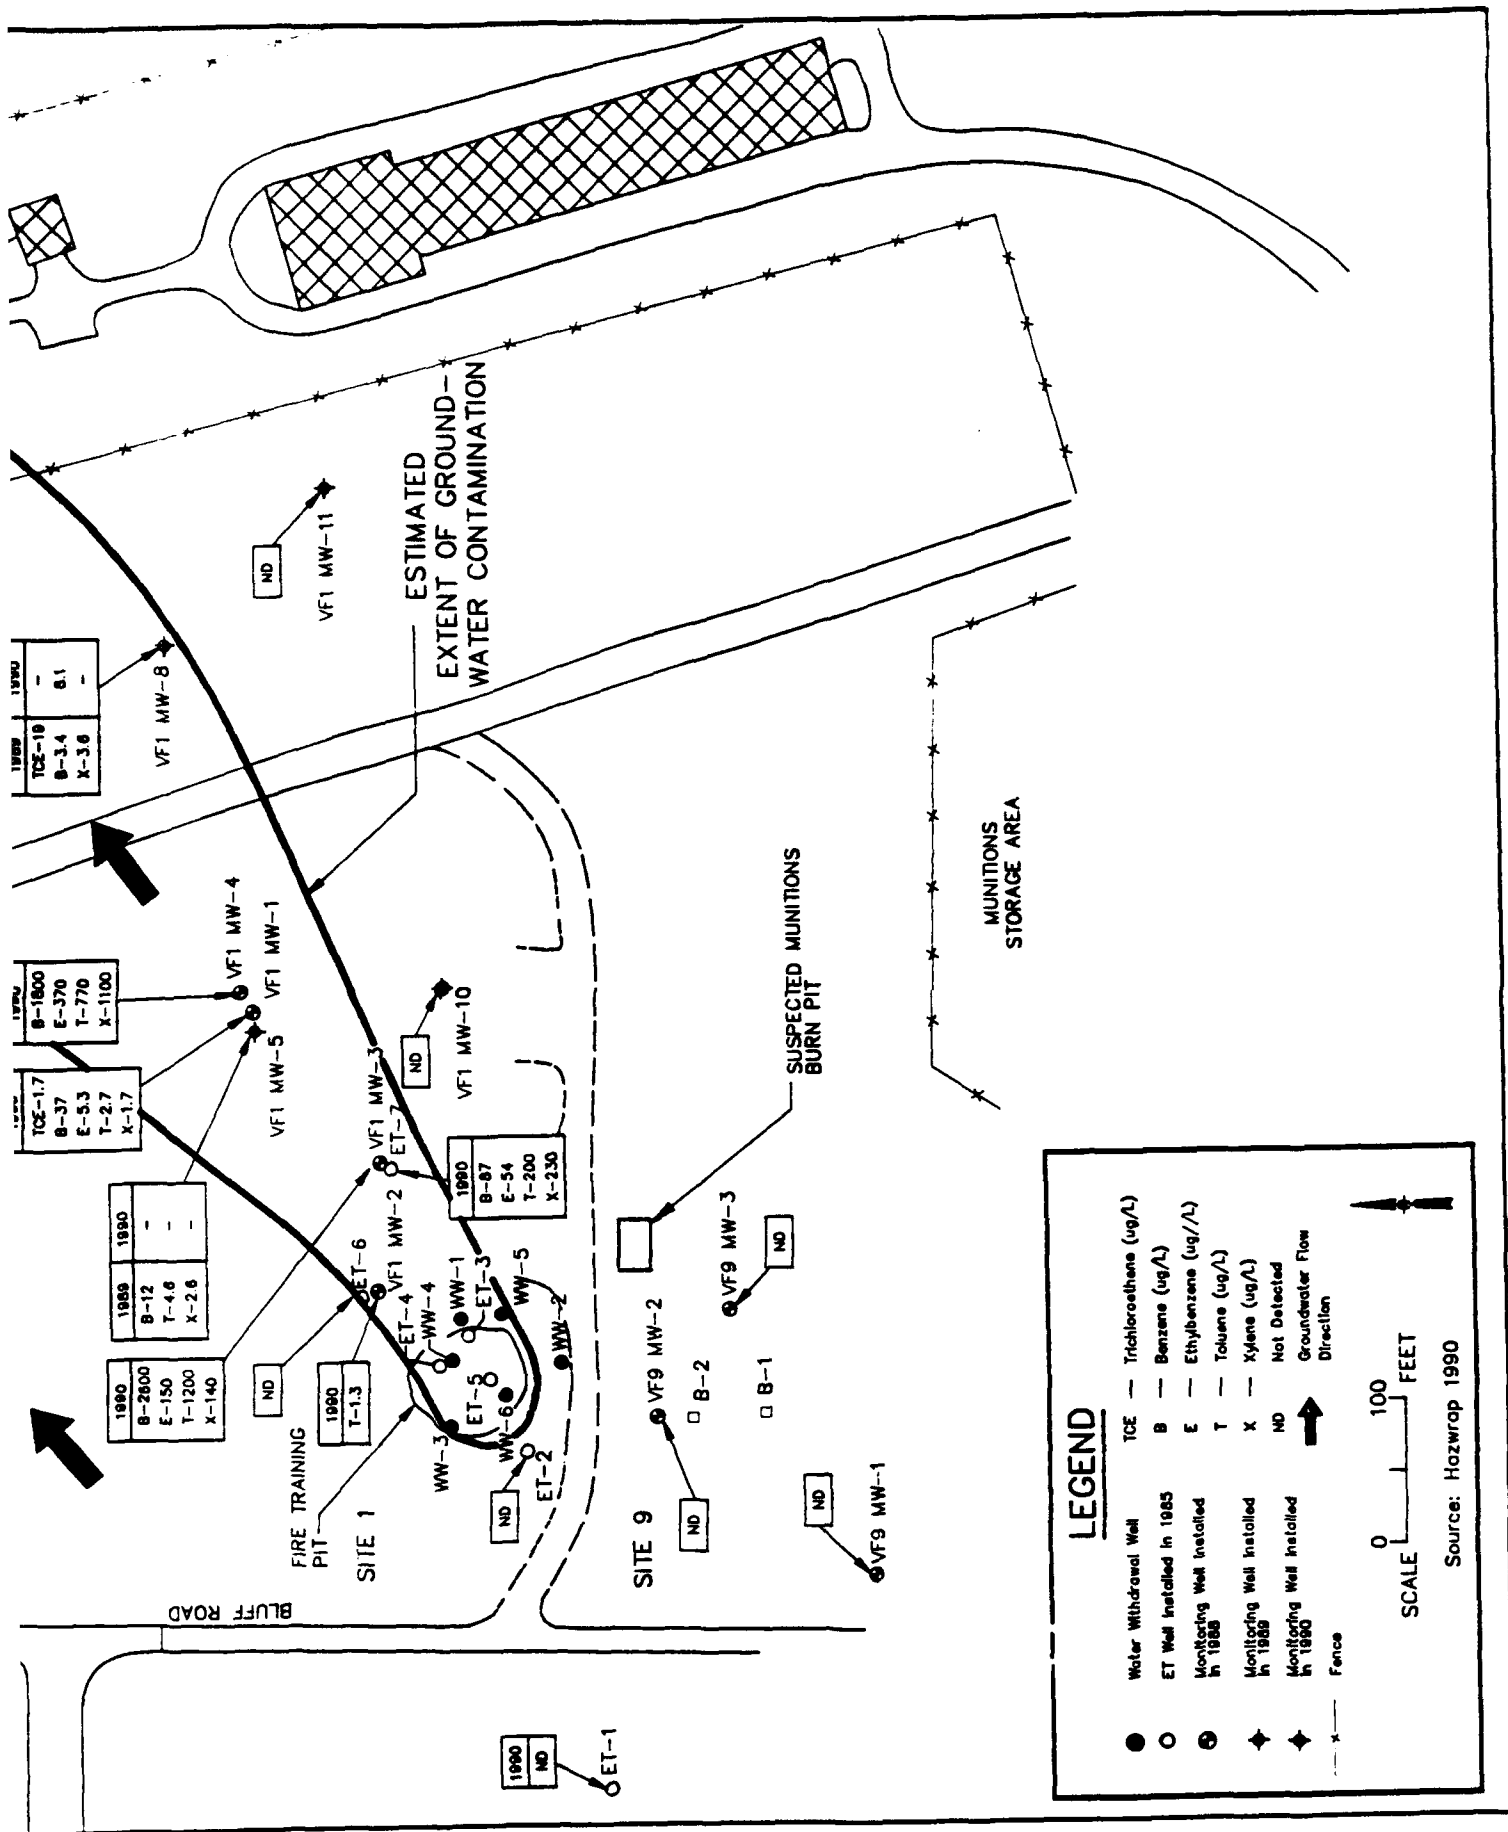 1989 1990
TCE-19 -
B-3.4 8.1
X-3.6 -
VF1 MW-8
ND
VF1 MW-11
ESTIMATED
EXTENT OF GROUND-
WATER CONTAMINATION
B-1800
E-370
T-770
X-1100
VF1 MW-4
VF1 MW-1
TCE-1.7
B-37
E-5.3
T-2.7
X-1.7
VF1 MW-5
1989 1990
B-12 -
T-4.6 -
X-2.6 -
1990
B-2600
E-150
T-1200
X-140
ND
VF1 MW-10
VF1 MW-3
ET-7
1990
B-87
E-54
T-200
X-230
ND
ET-6
VF1 MW-2
1990
T-1.3
ET-4
WW-4
WW-1
ET-3
WW-5
WW-2
ET-5
WW-6
WW-3
ND
ET-2
FIRE TRAINING
PIT
SITE 1
BLUFF ROAD
SUSPECTED MUNITIONS
BURN PIT
MUNITIONS
STORAGE AREA
SITE 9
VF9 MW-3
ND
VF9 MW-2
ND
B-2
B-1
ND
VF9 MW-1
1990
ND
ET-1
LEGEND
Water Withdrawal Well
ET Well Installed in 1985
Monitoring Well Installed
in 1988
Monitoring Well Installed
in 1989
Monitoring Well Installed
in 1990
x Fence
TCE — Trichloroethene (ug/L)
B — Benzene (ug/L)
E — Ethylbenzene (ug//L)
T — Toluene (ug/L)
X — Xylene (ug/L)
ND Not Detected
Groundwater Flow
Direction
0 100
SCALE FEET
Source: Hazwrap 1990